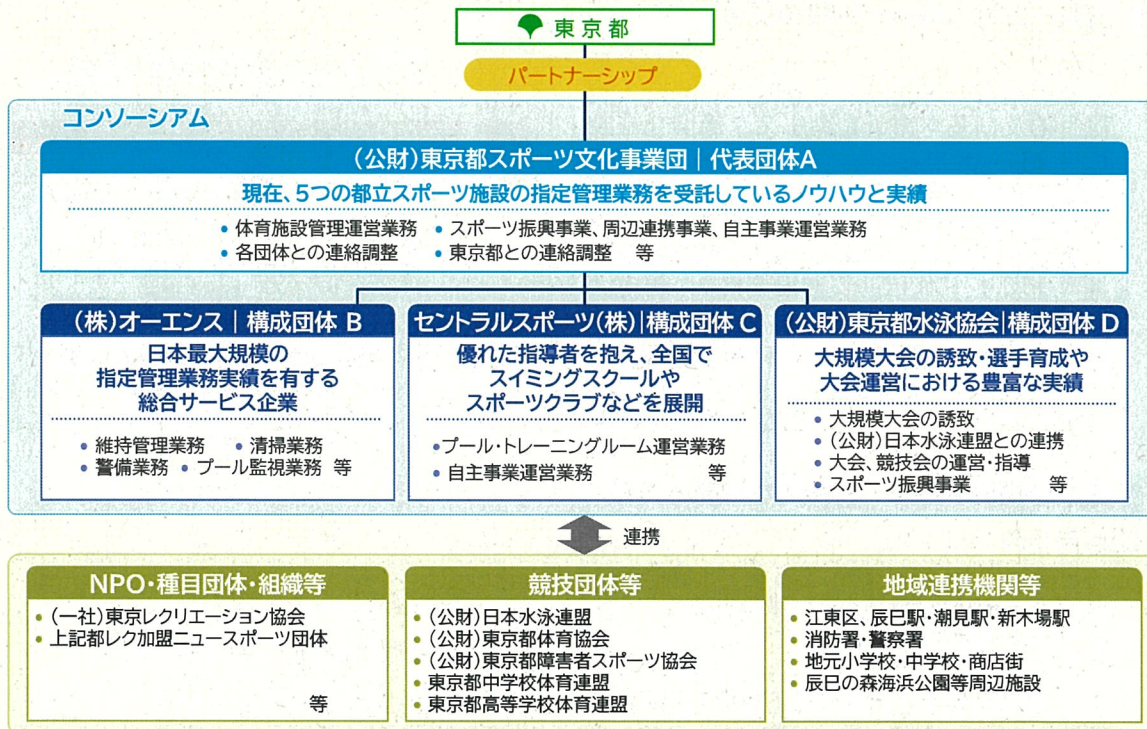 東京都
パートナーシップ
コンソーシアム
(公財)東京都スポーツ文化事業団｜代表団体A
現在、5つの都立スポーツ施設の指定管理業務を受託しているノウハウと実績
• 体育施設管理運営業務 • スポーツ振興事業、周辺連携事業、自主事業運営業務
• 各団体との連絡調整 • 東京都との連絡調整 等
(株)オーエンス｜構成団体 B
日本最大規模の
指定管理業務実績を有する
総合サービス企業
• 維持管理業務 • 清掃業務
• 警備業務 • プール監視業務 等
セントラルスポーツ(株)|構成団体 C
優れた指導者を抱え、全国で
スイミングスクールや
スポーツクラブなどを展開
•プール・トレーニングルーム運営業務
• 自主事業運営業務 等
(公財)東京都水泳協会|構成団体 D
大規模大会の誘致・選手育成や
大会運営における豊富な実績
• 大規模大会の誘致
• (公財)日本水泳連盟との連携
• 大会、競技会の運営・指導
• スポーツ振興事業 等
連携
NPO・種目団体・組織等
• (一社)東京レクリエーション協会
• 上記都レク加盟ニュースポーツ団体
等
競技団体等
• (公財)日本水泳連盟
• (公財)東京都体育協会
• (公財)東京都障害者スポーツ協会
• 東京都中学校体育連盟
• 東京都高等学校体育連盟
地域連携機関等
• 江東区、辰巳駅・潮見駅・新木場駅
• 消防署・警察署
• 地元小学校・中学校・商店街
• 辰巳の森海浜公園等周辺施設